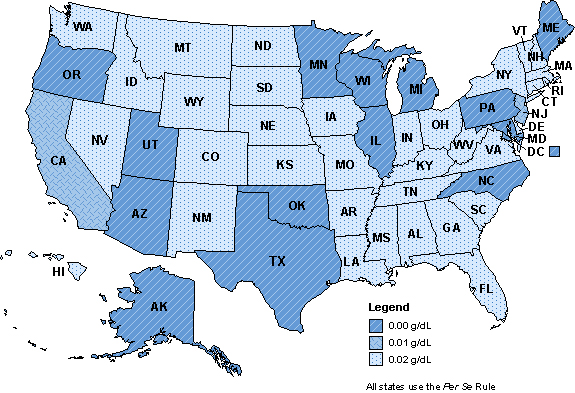 WA
MT
ND
MN
VT
ME
OR
ID
SD
WI
MI
NH
NY
MA
WY
RI
CT
NE
IA
PA
NJ
NV
UT
CO
IL
IN
OH
DE
MD
DC
CA
KS
MO
WV
VA
KY
NC
AZ
NM
OK
AR
TN
SC
TX
LA
MS
AL
GA
HI
FL
AK
Legend
0.00 g/dL
0.01 g/dL
0.02 g/dL
All states use the Per Se Rule